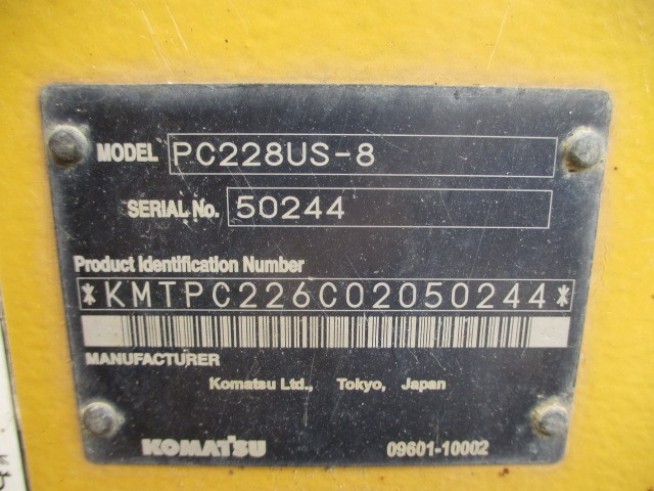 MODEL PC228US-8
SERIAL No. 50244
Product Identification Number
*KMTPC226C02050244*
MANUFACTURER
Komatsu Ltd., Tokyo, Japan
KOMATSU 09601-10002